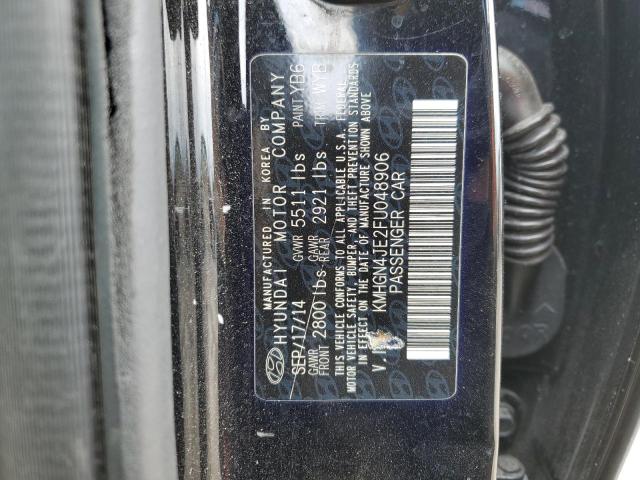 MANUFACTURED IN KOREA BY
HYUNDAI MOTOR COMPANY
SEP/17/14 GVWR 5511 lbs PAINT YB6
GAWR FRONT 2800 lbs GAWR REAR 2921 lbs TRIM WYB
THIS VEHICLE CONFORMS TO ALL APPLICABLE U.S.A. FEDERAL
MOTOR VEHICLE SAFETY, BUMPER, AND THEFT PREVENTION STANDARDS
IN EFFECT ON THE DATE OF MANUFACTURE SHOWN ABOVE
KMHGN4JE2FU048906
PASSENGER CAR